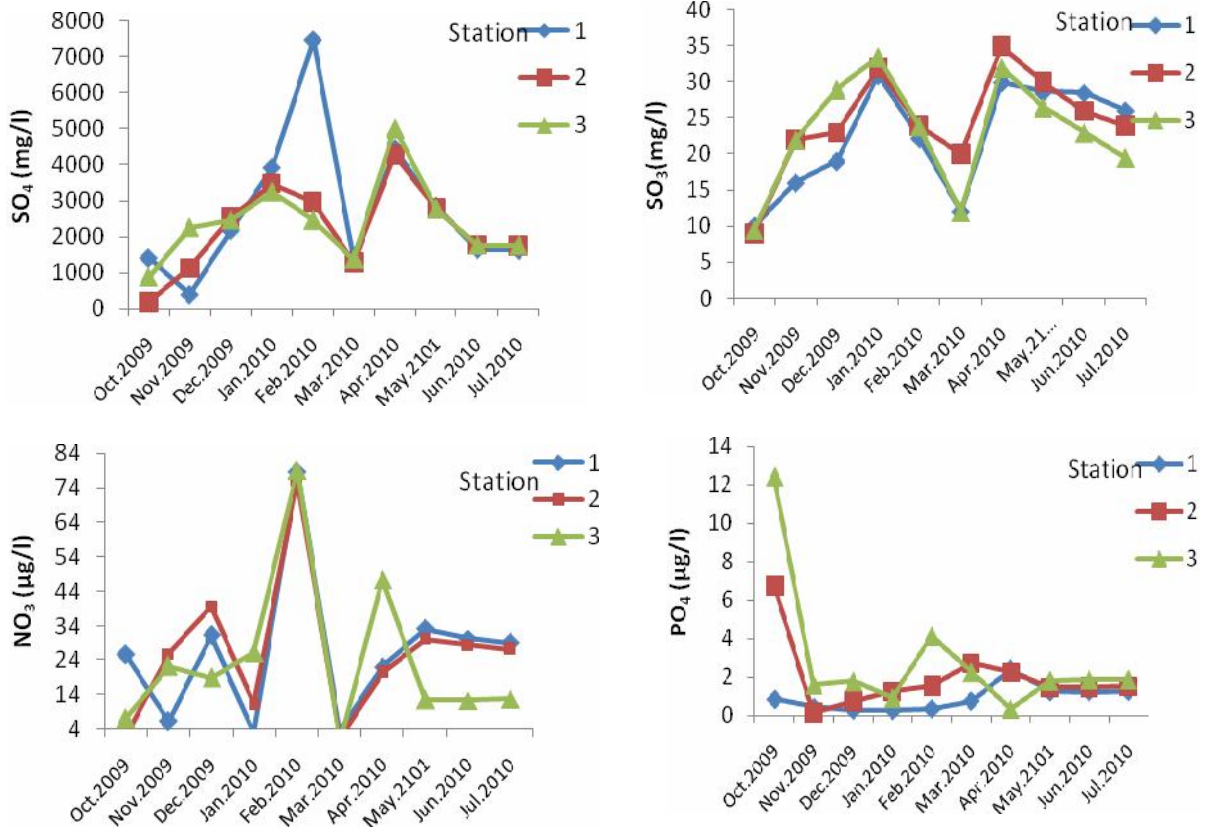 SO₄ (mg/l)
8000
7000
6000
5000
4000
3000
2000
1000
0
Station
1
2
3
Oct.2009
Nov.2009
Dec.2009
Jan.2010
Feb.2010
Mar.2010
Apr.2010
May.2101
Jun.2010
Jul.2010
SO₃(mg/l)
40
35
30
25
20
15
10
5
0
Station
1
2
3
Oct.2009
Nov.2009
Dec.2009
Jan.2010
Feb.2010
Mar.2010
Apr.2010
May.21...
Jun.2010
Jul.2010
NO₃ (µg/l)
84
74
64
54
44
34
24
14
4
Station
1
2
3
Oct.2009
Nov.2009
Dec.2009
Jan.2010
Feb.2010
Mar.2010
Apr.2010
May.2101
Jun.2010
Jul.2010
PO₄ (µg/l)
14
12
10
8
6
4
2
0
Station
1
2
3
Oct.2009
Nov.2009
Dec.2009
Jan.2010
Feb.2010
Mar.2010
Apr.2010
May.2101
Jun.2010
Jul.2010